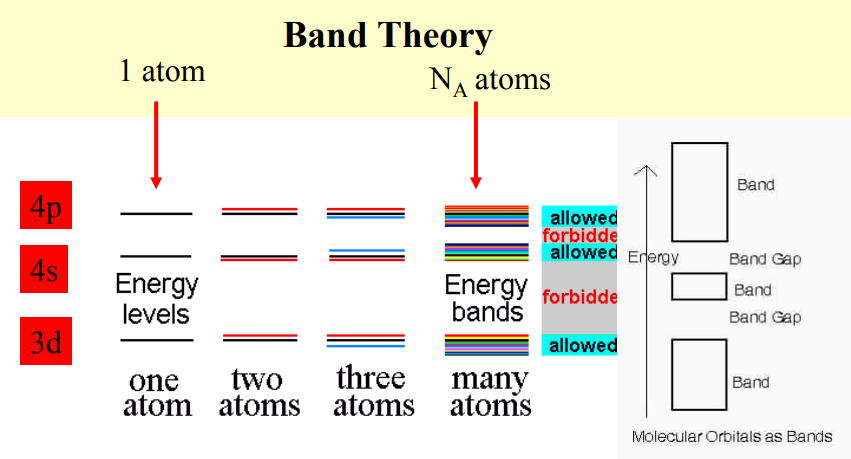 Band Theory
1 atom
N_A atoms
4p
4s
3d
Energy
levels
Energy
bands
one
atom
two
atoms
three
atoms
many
atoms
allowed
forbidde
allowed
forbidde
allowed
Energy
Band
Band Gap
Band
Band Gap
Band
Molecular Orbitals as Bands